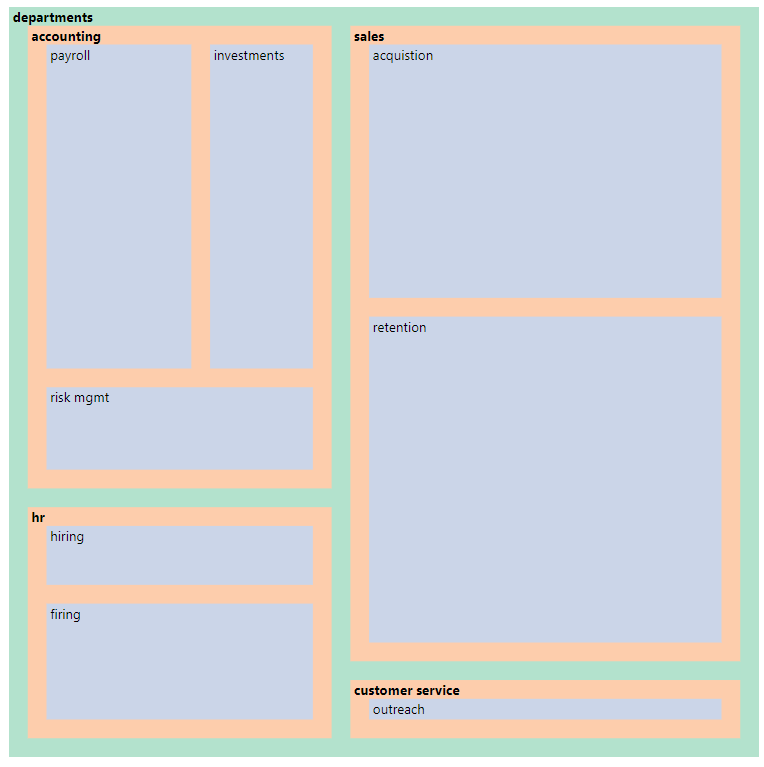 departments
accounting
payroll
investments
risk mgmt
hr
hiring
firing
sales
acquistion
retention
customer service
outreach